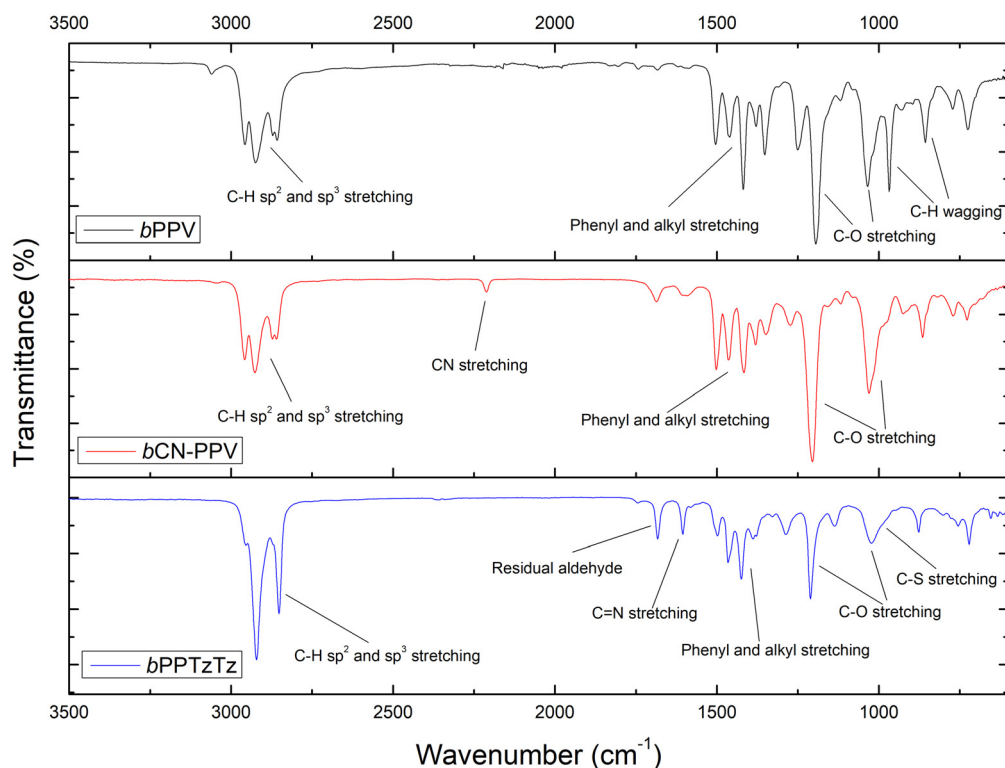 3500 3000 2500 2000 1500 1000
C-H sp² and sp³ stretching
Phenyl and alkyl stretching
C-O stretching
C-H wagging
bPPV
CN stretching
C-H sp² and sp³ stretching
Phenyl and alkyl stretching
C-O stretching
bCN-PPV
Residual aldehyde
C=N stretching
C-S stretching
C-O stretching
Phenyl and alkyl stretching
C-H sp² and sp³ stretching
bPPTzTz
Transmittance (%)
3500 3000 2500 2000 1500 1000
Wavenumber (cm⁻¹)